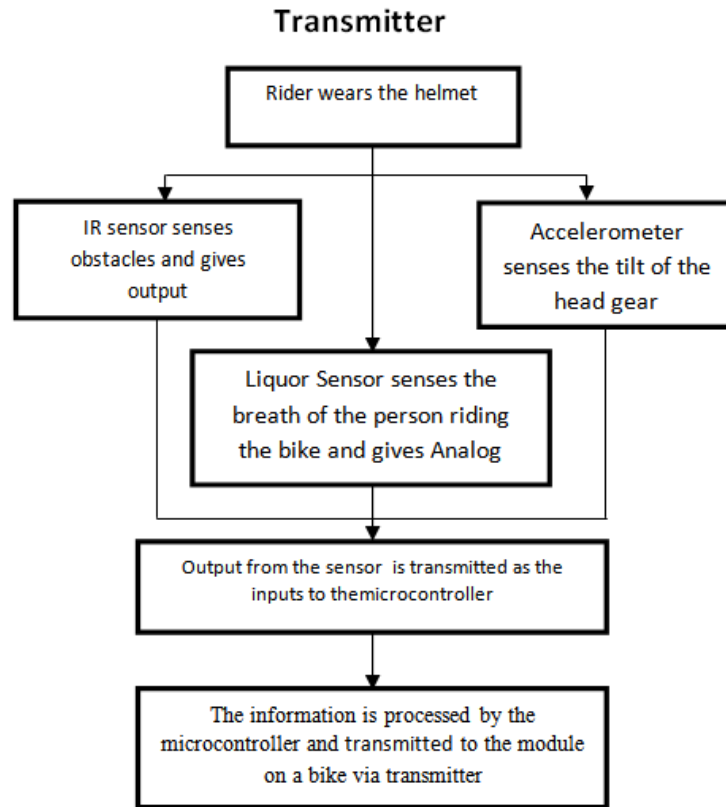 Transmitter
Rider wears the helmet
IR sensor senses
obstacles and gives
output
Accelerometer
senses the tilt of the
head gear
Liquor Sensor senses the
breath of the person riding
the bike and gives Analog
Output from the sensor is transmitted as the
inputs to themicrocontroller
The information is processed by the
microcontroller and transmitted to the module
on a bike via transmitter